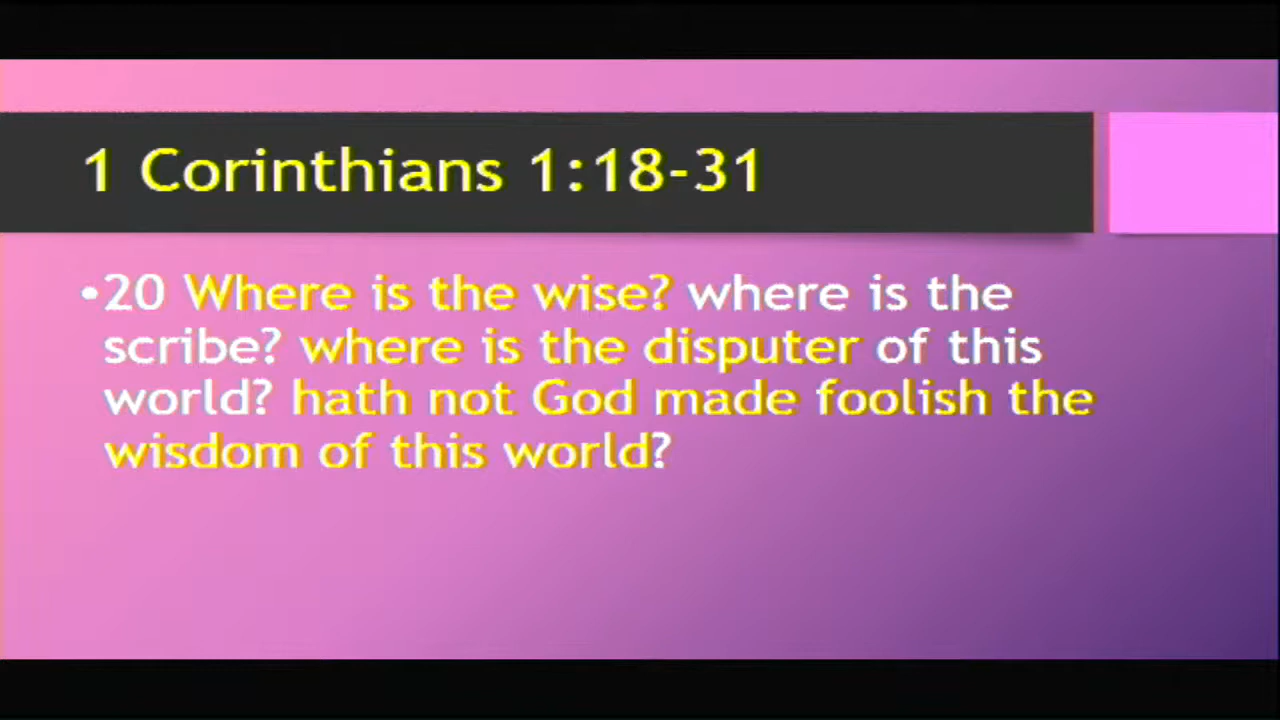 1 Corinthians 1:18-31
•20 Where is the wise? where is the
scribe? where is the disputer of this
world? hath not God made foolish the
wisdom of this world?